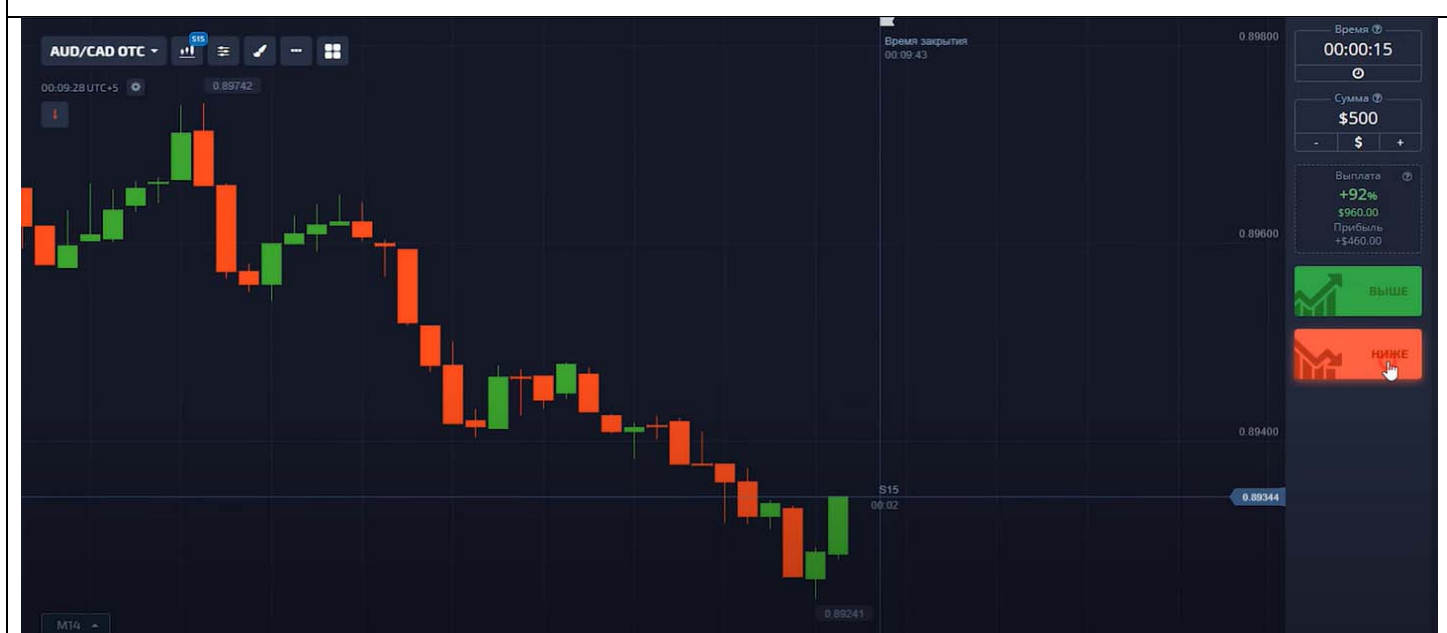 S15
AUD/CAD OTC
00:09:28 UTC+5
0.89742
Время закрытия
00:09:43
0.89800
0.89600
0.89400
S15
00:02
0.89344
0.89241
M14
Время
00:00:15
Сумма
$500
- $ +
Выплата
+92%
$960.00
Прибыль
+$460.00
ВЫШЕ
НИЖЕ